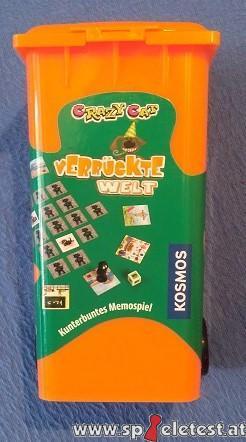 CRAZY CAT
VERRÜCKTE
WELT
KOSMOS
Kunterbuntes Memospiel
www.spieletest.at